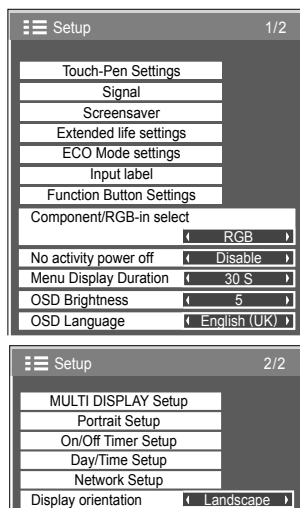 Setup 1/2
Touch-Pen Settings
Signal
Screensaver
Extended life settings
ECO Mode settings
Input label
Function Button Settings
Component/RGB-in select
RGB
No activity power off Disable
Menu Display Duration 30 S
OSD Brightness 5
OSD Language English (UK)
Setup 2/2
MULTI DISPLAY Setup
Portrait Setup
On/Off Timer Setup
Day/Time Setup
Network Setup
Display orientation Landscape